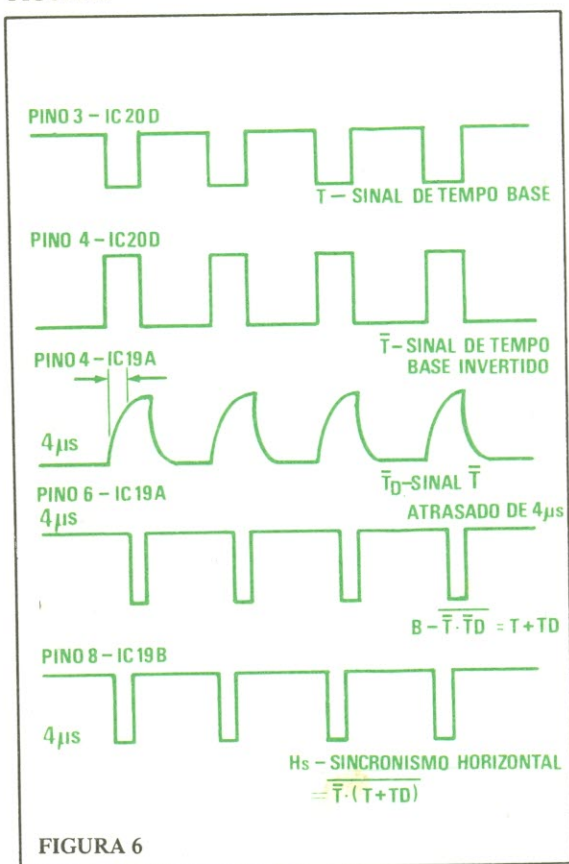 PINO 3 – IC 20 D
T – SINAL DE TEMPO BASE
PINO 4 – IC20D
T̅ – SINAL DE TEMPO
BASE INVERTIDO
PINO 4 – IC19A
4µs
T̅D – SINAL T̅
ATRASADO DE 4µs
PINO 6 – IC 19A
4µs
B – T̅·T̅D = T + TD
PINO 8 – IC 19B
4µs
Hs – SINCRONISMO HORIZONTAL
= T̅·(T+TD)
FIGURA 6